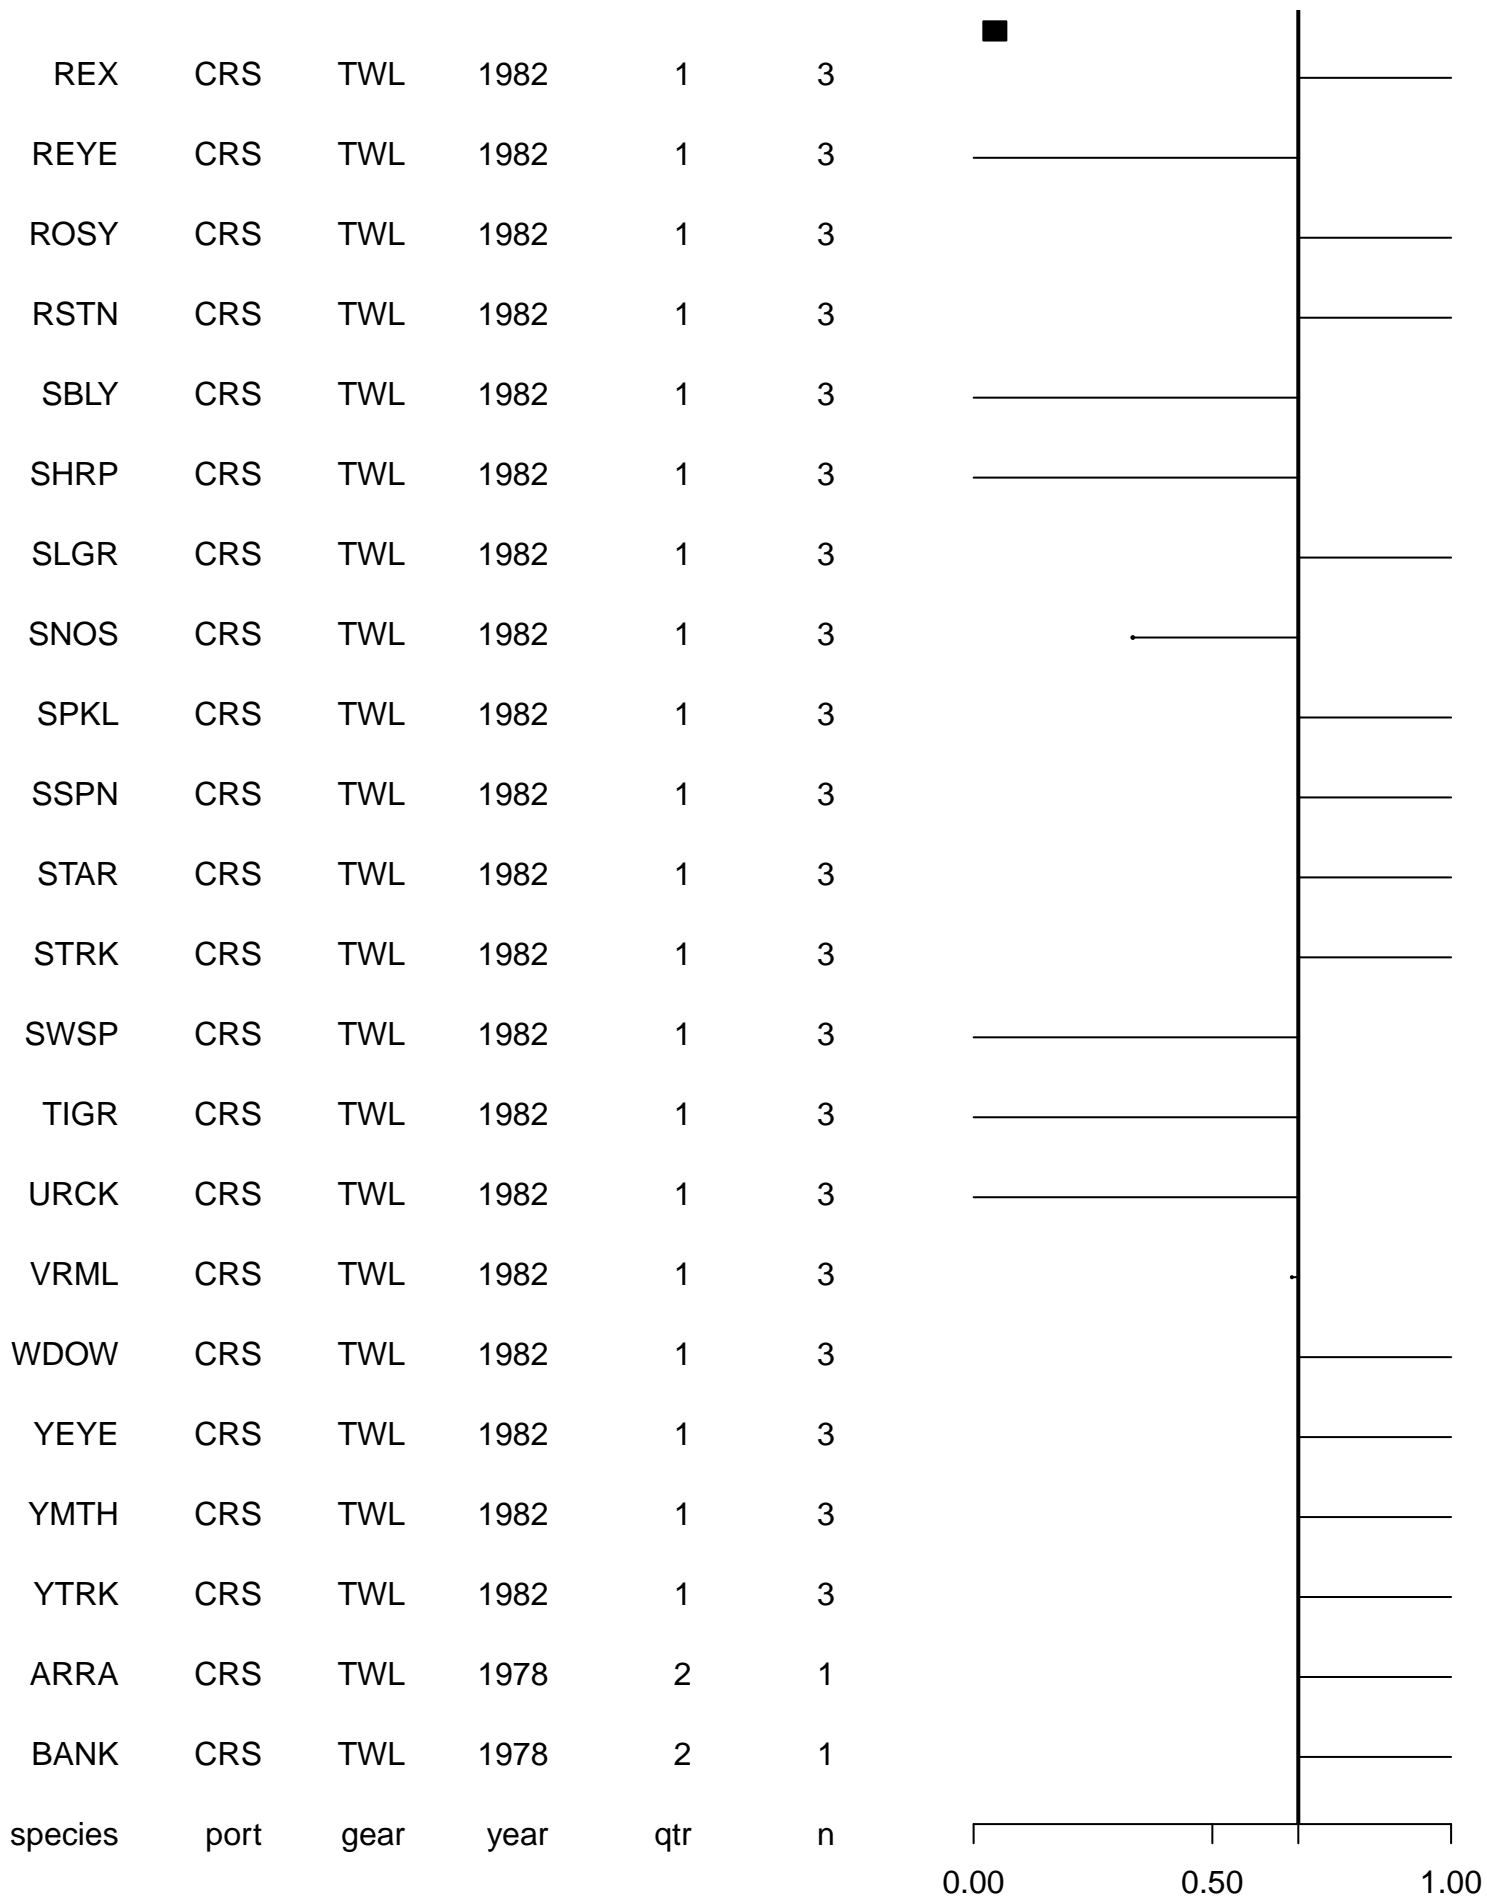 REX CRS TWL 1982 1 3
REYE CRS TWL 1982 1 3
ROSY CRS TWL 1982 1 3
RSTN CRS TWL 1982 1 3
SBLY CRS TWL 1982 1 3
SHRP CRS TWL 1982 1 3
SLGR CRS TWL 1982 1 3
SNOS CRS TWL 1982 1 3
SPKL CRS TWL 1982 1 3
SSPN CRS TWL 1982 1 3
STAR CRS TWL 1982 1 3
STRK CRS TWL 1982 1 3
SWSP CRS TWL 1982 1 3
TIGR CRS TWL 1982 1 3
URCK CRS TWL 1982 1 3
VRML CRS TWL 1982 1 3
WDOW CRS TWL 1982 1 3
YEYE CRS TWL 1982 1 3
YMTH CRS TWL 1982 1 3
YTRK CRS TWL 1982 1 3
ARRA CRS TWL 1978 2 1
BANK CRS TWL 1978 2 1
species port gear year qtr n
0.00 0.50 1.00